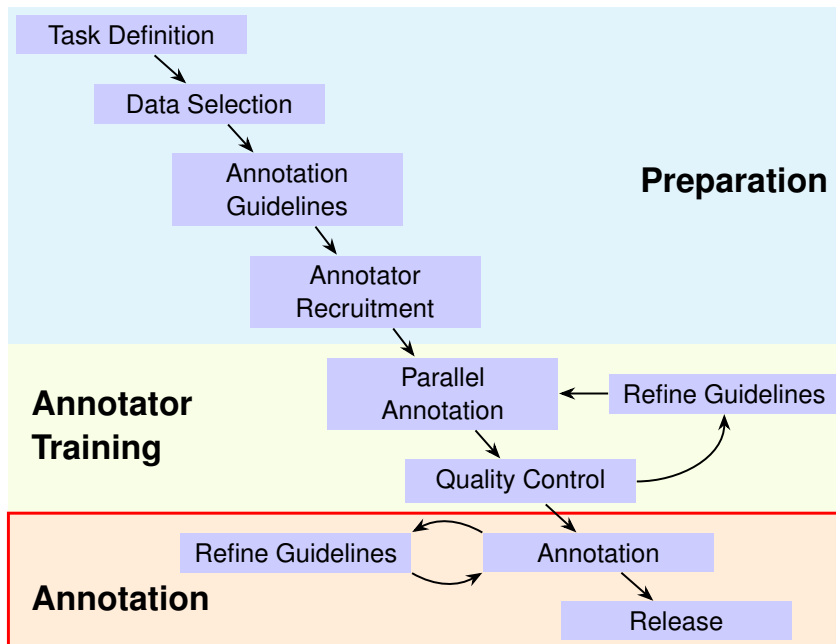 Task Definition
Data Selection
Annotation
Guidelines
Preparation
Annotator
Recruitment
Annotator
Training
Parallel
Annotation
Refine Guidelines
Quality Control
Annotation
Refine Guidelines
Annotation
Release